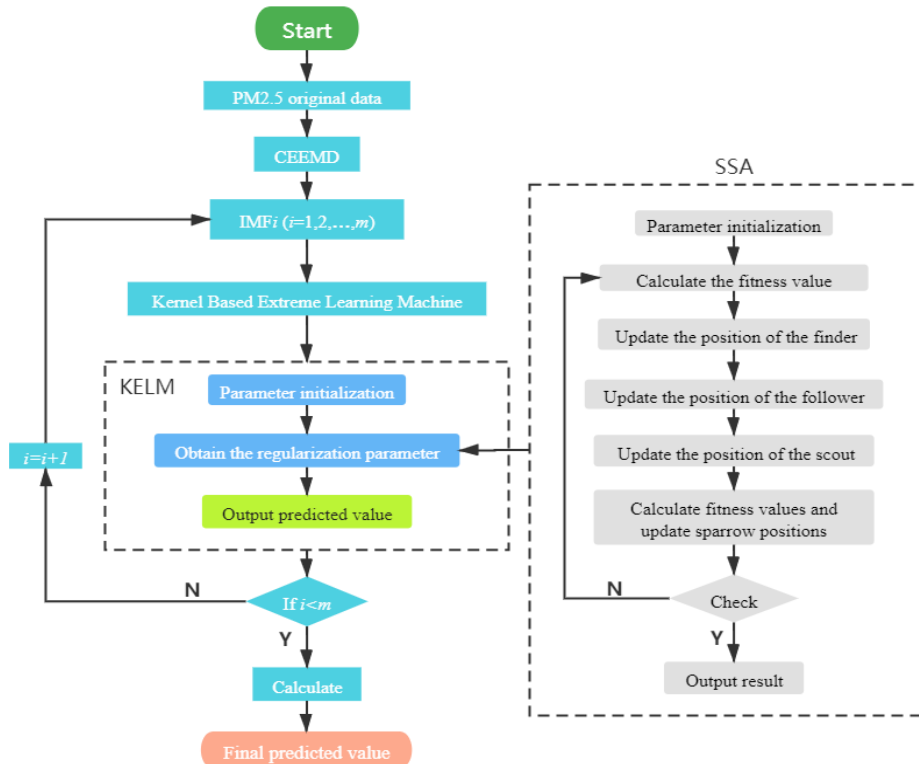 Start
PM2.5 original data
CEEMD
IMFi (i=1,2,…,m)
Kernel Based Extreme Learning Machine
KELM
Parameter initialization
Obtain the regularization parameter
Output predicted value
i=i+1
N
If i<m
Y
Calculate
Final predicted value
SSA
Parameter initialization
Calculate the fitness value
Update the position of the finder
Update the position of the follower
Update the position of the scout
Calculate fitness values and
update sparrow positions
N
Check
Y
Output result